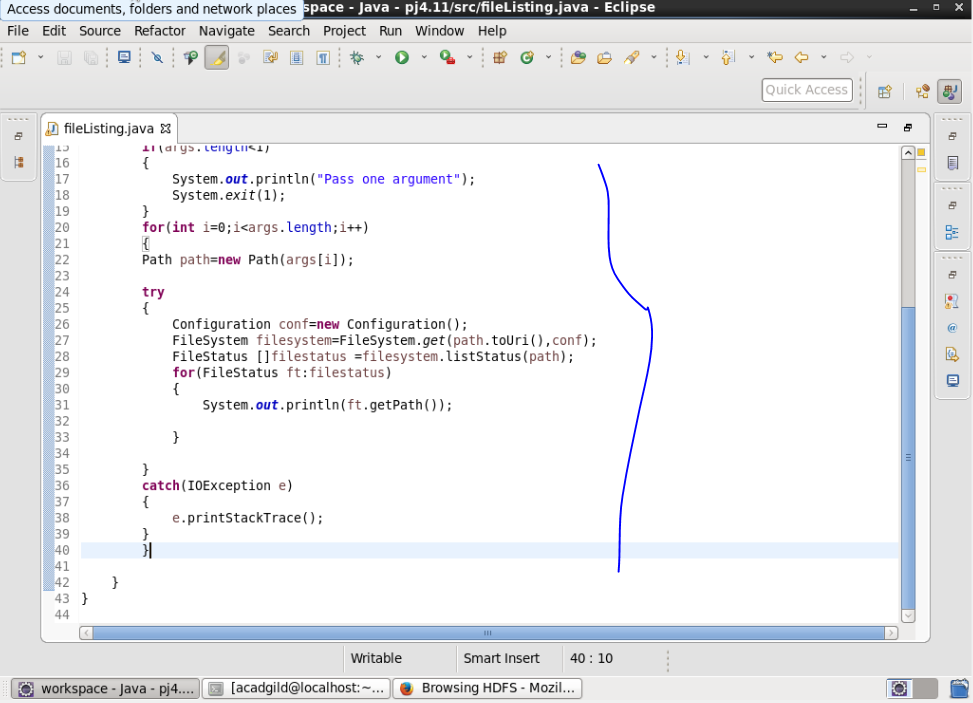 Access documents, folders and network places
space - Java - pj4.11/src/fileListing.java - Eclipse
File Edit Source Refactor Navigate Search Project Run Window Help
Quick Access
fileListing.java
15 if(args.length<1)
16 {
17 System.out.println("Pass one argument");
18 System.exit(1);
19 }
20 for(int i=0;i<args.length;i++)
21 {
22 Path path=new Path(args[i]);
23
24 try
25 {
26 Configuration conf=new Configuration();
27 FileSystem filesystem=FileSystem.get(path.toUri(),conf);
28 FileStatus []filestatus =filesystem.listStatus(path);
29 for(FileStatus ft:filestatus)
30 {
31 System.out.println(ft.getPath());
32
33 }
34
35 }
36 catch(IOException e)
37 {
38 e.printStackTrace();
39 }
40 }
41
42 }
43 }
44
Writable Smart Insert 40 : 10
workspace - Java - pj4.... [acadgild@localhost:~... Browsing HDFS - Mozil...